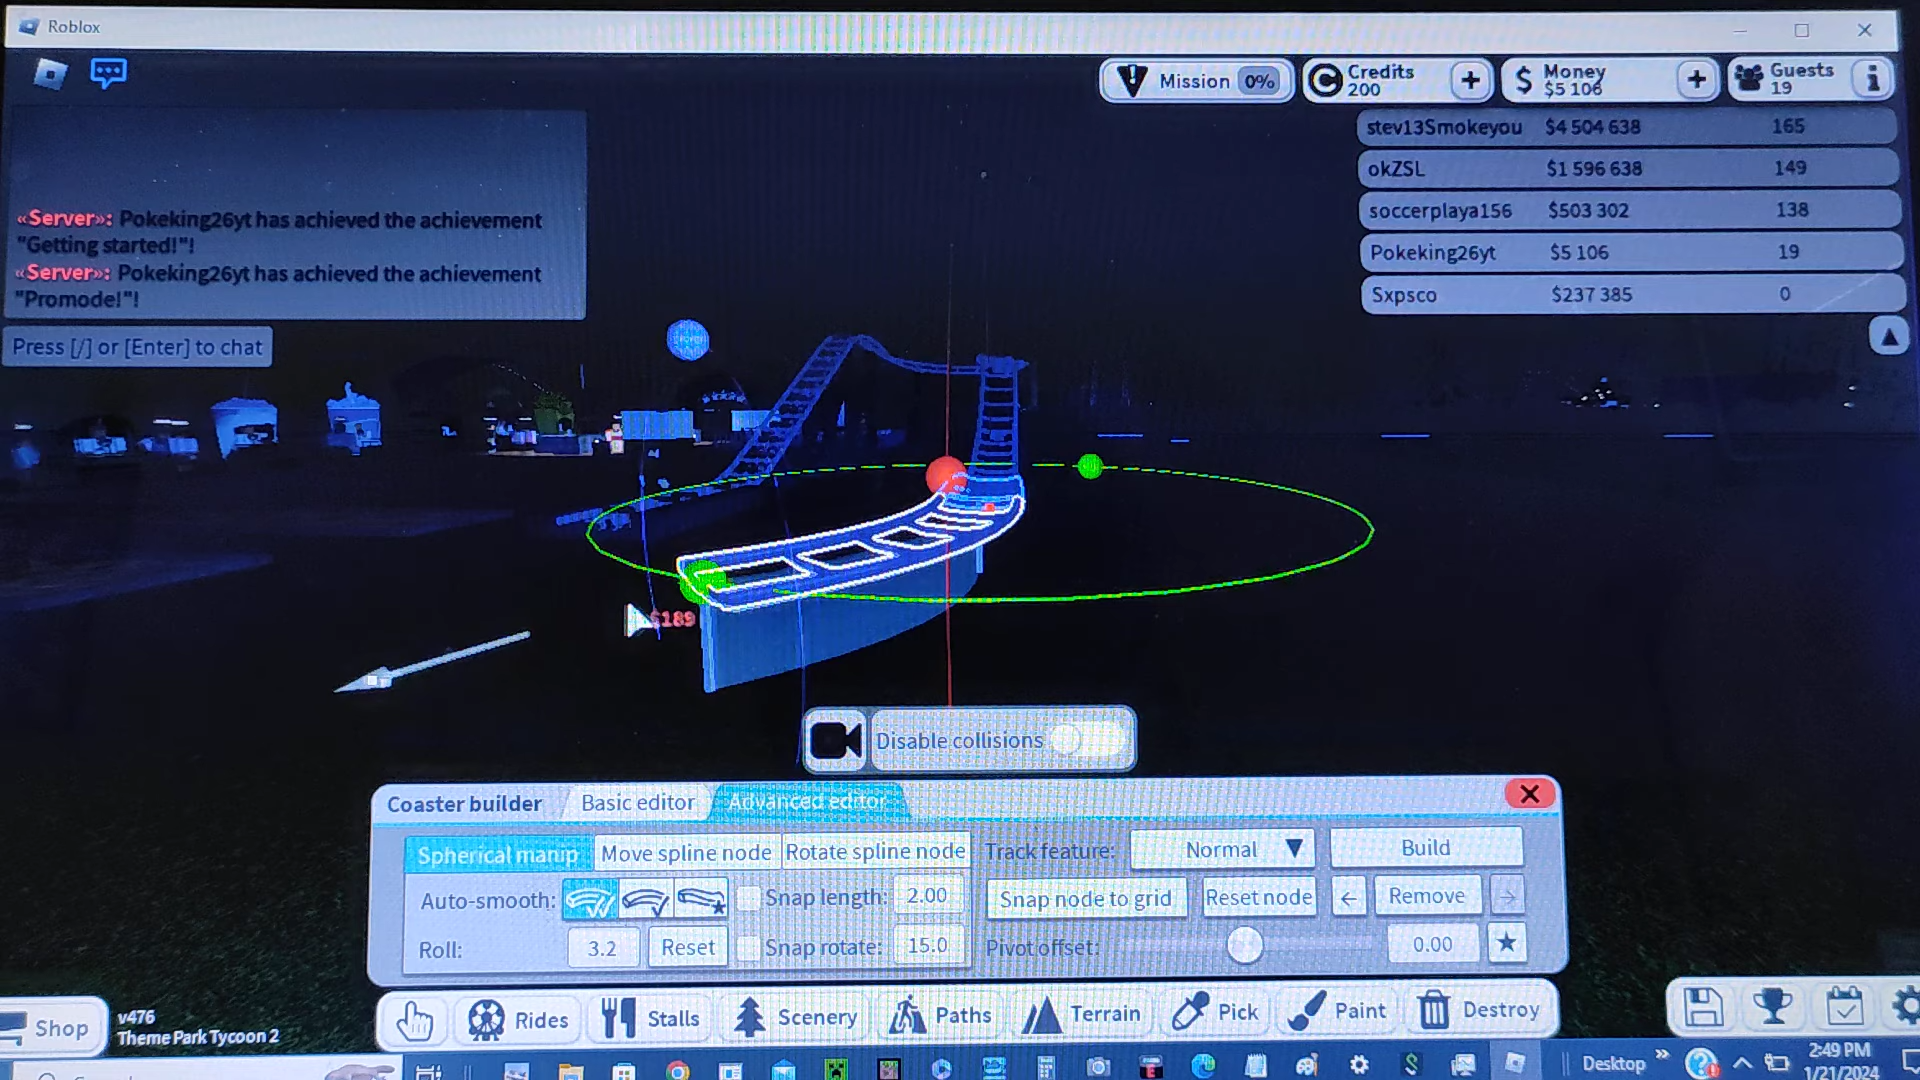 Roblox
Mission 0%
Credits
200
Money
$5 106
Guests
19
stev13Smokeyou $4 504 638 165
okZSL $1 596 638 149
soccerplaya156 $503 302 138
Pokeking26yt $5 106 19
Sxpsco $237 385 0
«Server»: Pokeking26yt has achieved the achievement
"Getting started!"!
«Server»: Pokeking26yt has achieved the achievement
"Promode!"!
Press [/] or [Enter] to chat
$189
Disable collisions
Coaster builder Basic editor Advanced editor
Spherical manip Move spline node Rotate spline node Track feature: Normal Build
Auto-smooth: Snap length: 2.00 Snap node to grid Reset node Remove
Roll: 3.2 Reset Snap rotate: 15.0 Pivot offset: 0.00
Shop
v476
Theme Park Tycoon 2
Rides Stalls Scenery Paths Terrain Pick Paint Destroy
Desktop
2:49 PM
1/21/2024